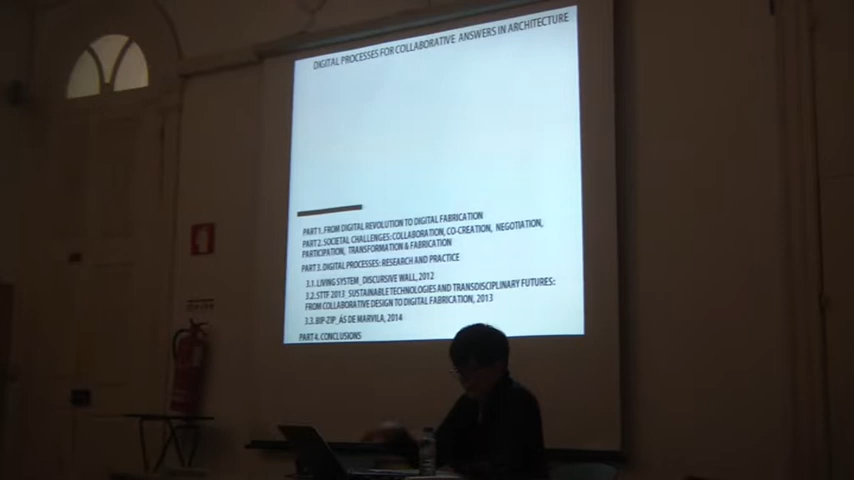 DIGITAL PROCESSES FOR COLLABORATIVE ANSWERS IN ARCHITECTURE
PART 1. FROM DIGITAL REVOLUTION TO DIGITAL FABRICATION
PART 2. SOCIETAL CHALLENGES: COLLABORATION, CO-CREATION, NEGOTIATION,
PARTICIPATION, TRANSFORMATION & FABRICATION
PART 3. DIGITAL PROCESSES: RESEARCH AND PRACTICE
3.1. LIVING SYSTEM_DISCURSIVE WALL, 2012
3.2. STTF 2013_SUSTAINABLE TECHNOLOGIES AND TRANSDISCIPLINARY FUTURES:
FROM COLLABORATIVE DESIGN TO DIGITAL FABRICATION, 2013
3.3. BIP-ZIP_ÁS DE MARVILA, 2014
PART 4. CONCLUSIONS